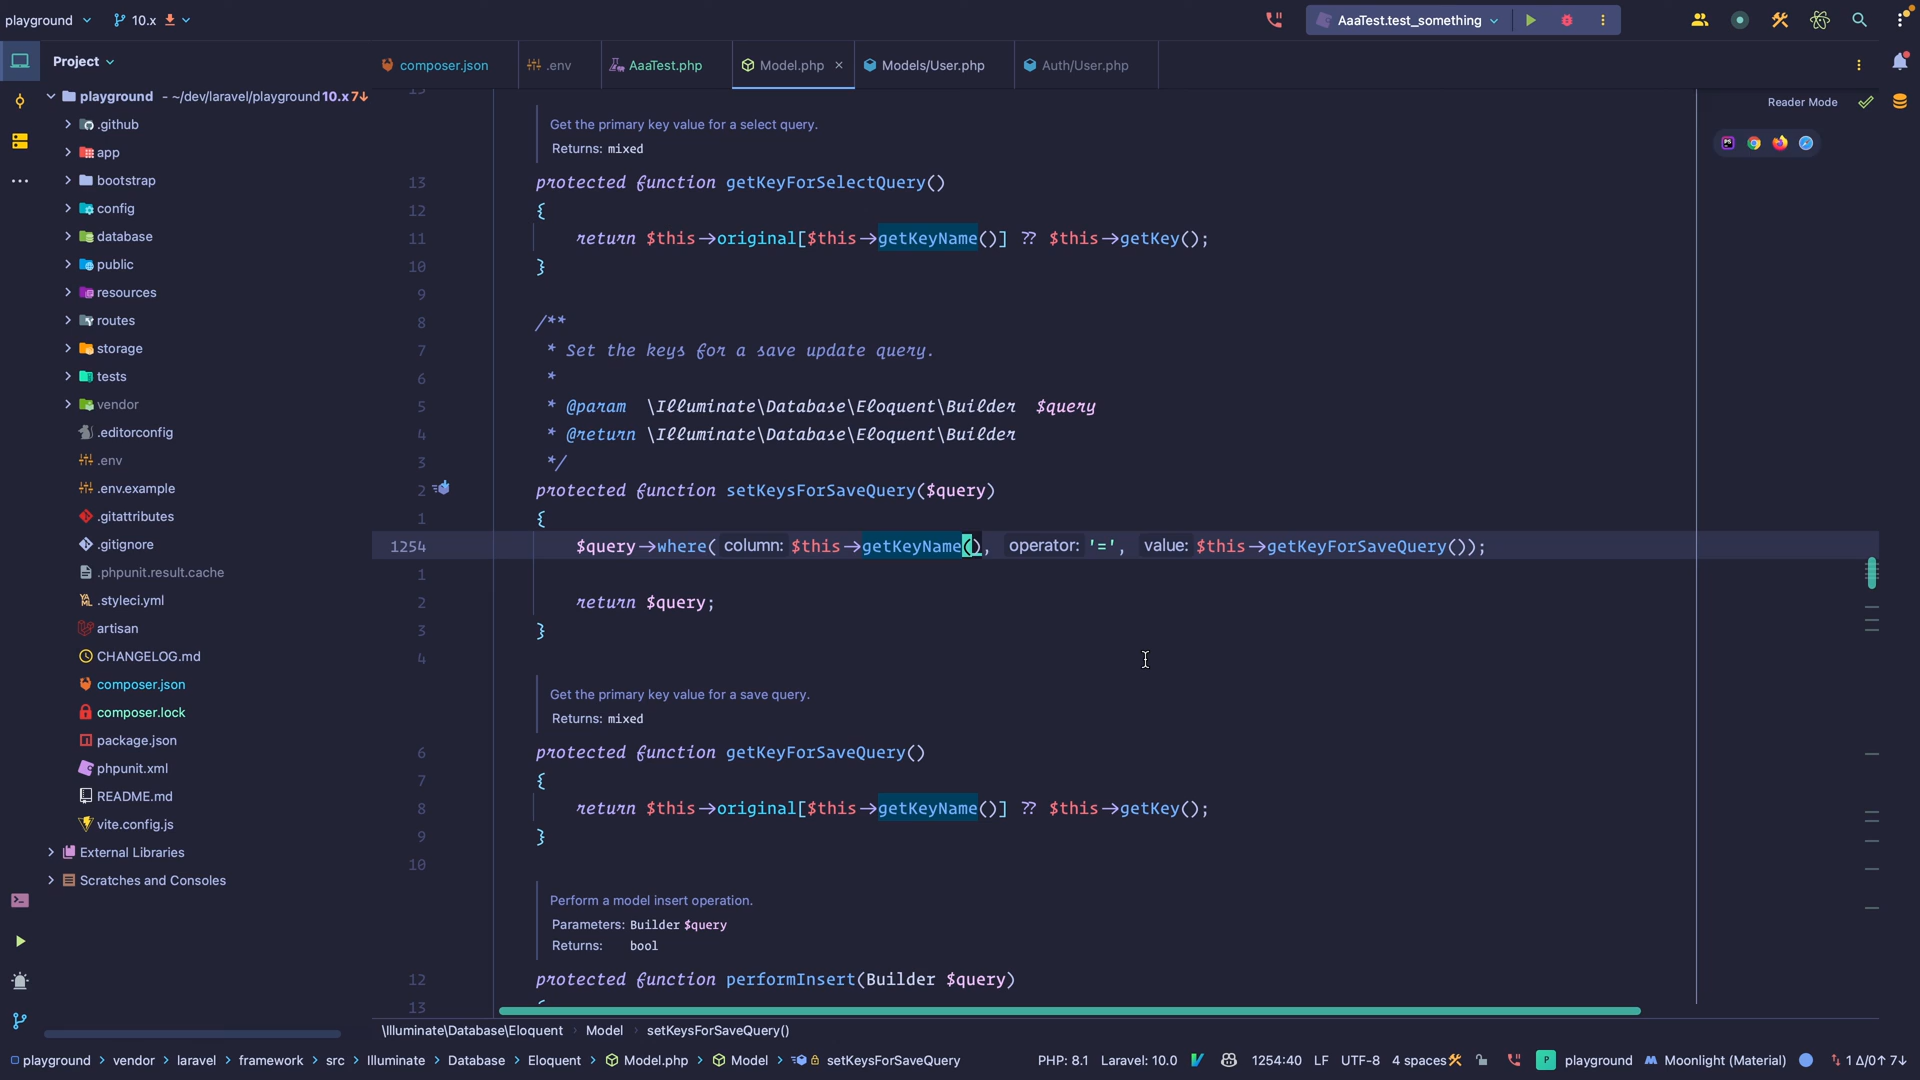 playground
10.x
AaaTest.test_something
Project
composer.json
.env
AaaTest.php
Model.php
Models/User.php
Auth/User.php
playground - ~/dev/laravel/playground 10.x 7↓
.github
app
bootstrap
config
database
public
resources
routes
storage
tests
vendor
.editorconfig
.env
.env.example
.gitattributes
.gitignore
.phpunit.result.cache
.styleci.yml
artisan
CHANGELOG.md
composer.json
composer.lock
package.json
phpunit.xml
README.md
vite.config.js
External Libraries
Scratches and Consoles
Reader Mode
Get the primary key value for a select query.
Returns: mixed
13 protected function getKeyForSelectQuery()
12 {
11 return $this→original[$this→getKeyName()] ?? $this→getKey();
10 }
9
8 /**
7 * Set the keys for a save update query.
6 *
5 * @param \Illuminate\Database\Eloquent\Builder $query
4 * @return \Illuminate\Database\Eloquent\Builder
3 */
2 protected function setKeysForSaveQuery($query)
1 {
1254 $query→where( column: $this→getKeyName(), operator: '=', value: $this→getKeyForSaveQuery());
1
2 return $query;
3 }
4
Get the primary key value for a save query.
Returns: mixed
6 protected function getKeyForSaveQuery()
7 {
8 return $this→original[$this→getKeyName()] ?? $this→getKey();
9 }
10
Perform a model insert operation.
Parameters: Builder $query
Returns: bool
12 protected function performInsert(Builder $query)
13 {
\Illuminate\Database\Eloquent › Model › setKeysForSaveQuery()
playground › vendor › laravel › framework › src › Illuminate › Database › Eloquent › Model.php › Model › setKeysForSaveQuery
PHP: 8.1 Laravel: 10.0 1254:40 LF UTF-8 4 spaces P playground Moonlight (Material) 1 Δ/0↑ 7↓